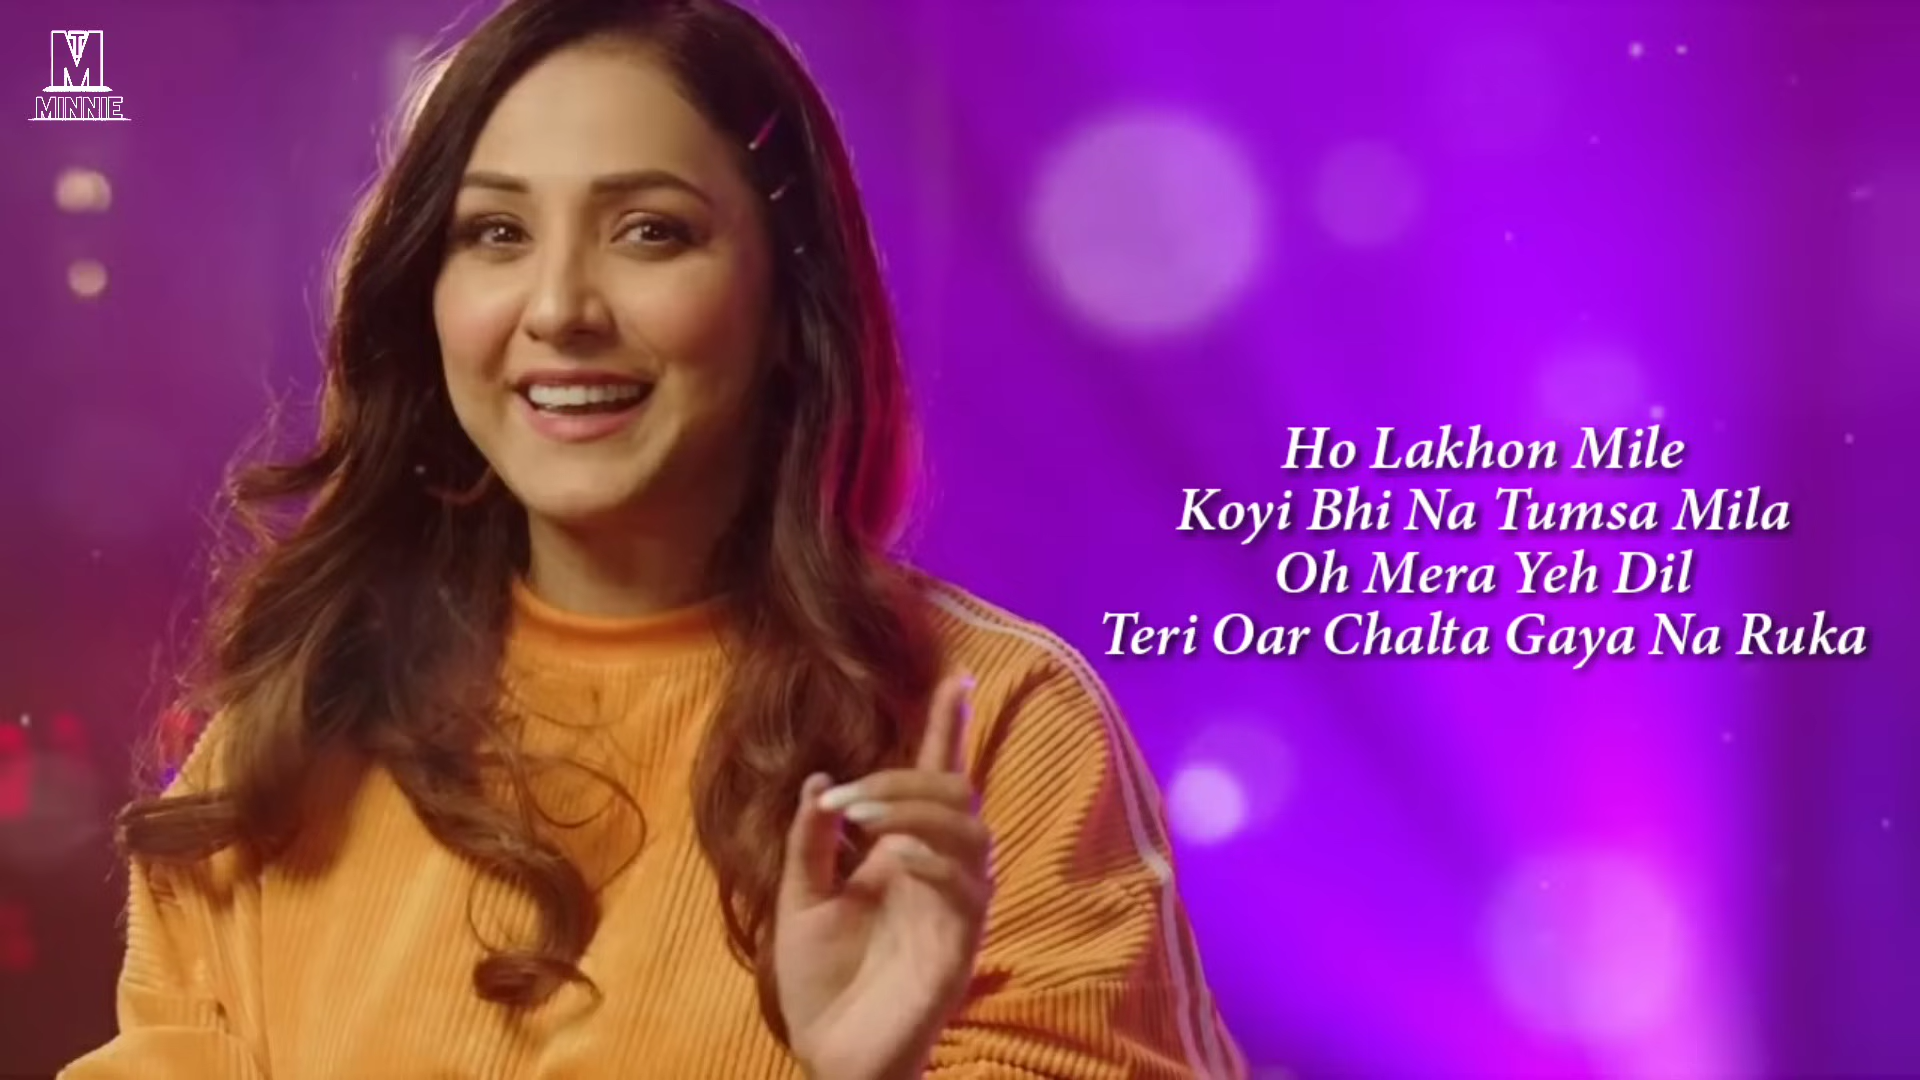 TM
MINNIE
Ho Lakhon Mile
Koyi Bhi Na Tumsa Mila
Oh Mera Yeh Dil
Teri Oar Chalta Gaya Na Ruka